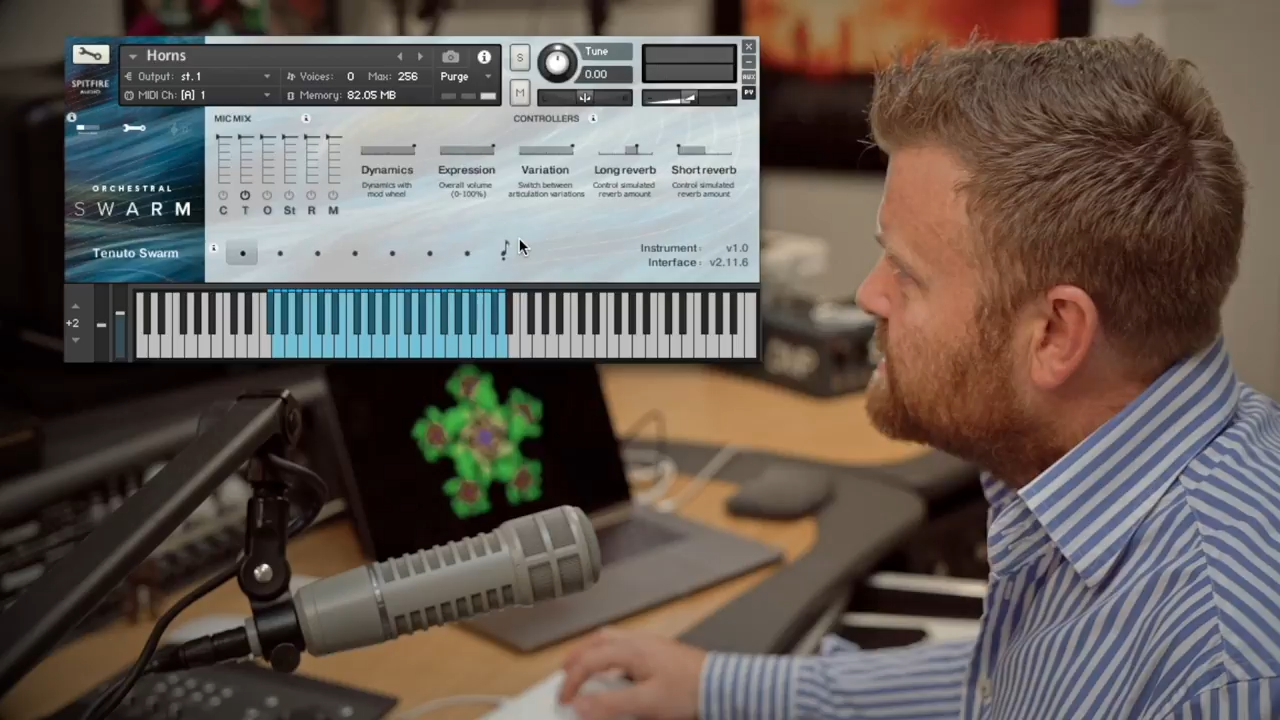 Horns
S
Tune
SPITFIRE
AUDIO
Output: st.1
Voices: 0 Max: 256
Purge
0.00
AUX
MIDI Ch: [A] 1
Memory: 82.05 MB
M
PV
MIC MIX
CONTROLLERS
Dynamics
Expression
Variation
Long reverb
Short reverb
Dynamics with
mod wheel
Overall volume
(0-100%)
Switch between
articulation variations
Control simulated
reverb amount
Control simulated
reverb amount
ORCHESTRAL
SWARM
C T O St R M
Tenuto Swarm
Instrument: v1.0
Interface: v2.11.6
+2